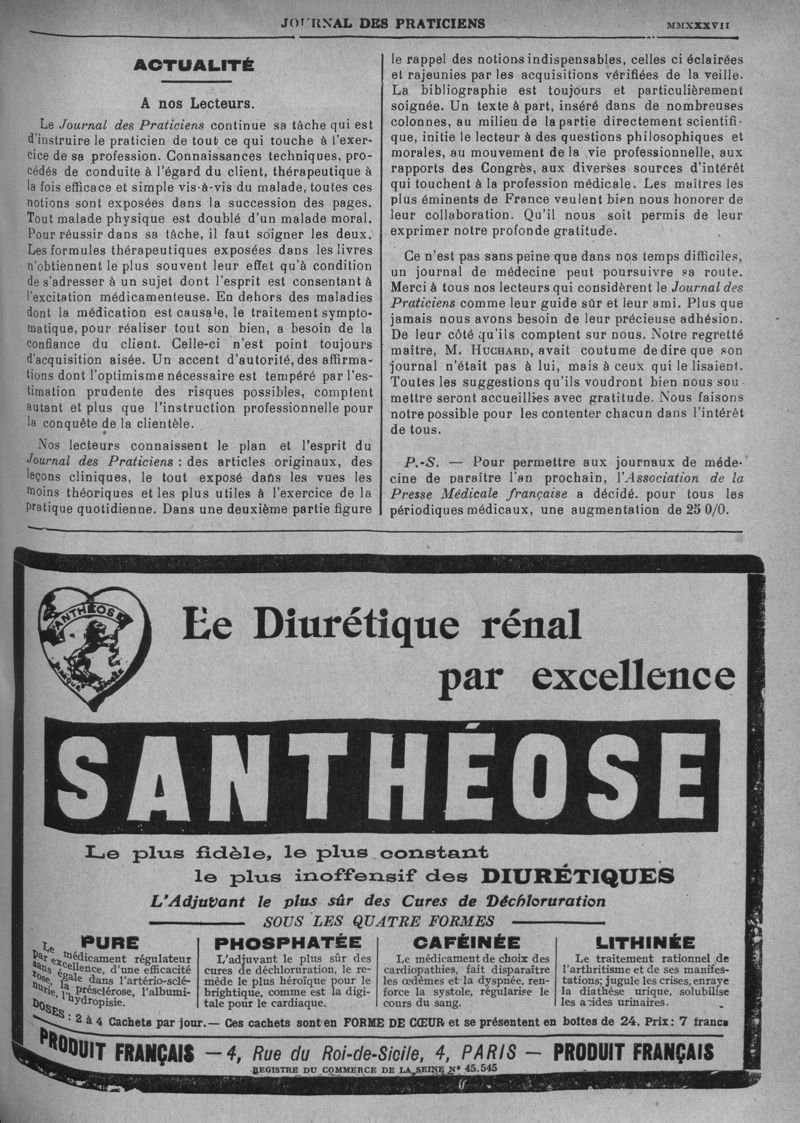 JOURNAL DES PRATICIENS
MMXXXVII
ACTUALITÉ
A nos Lecteurs.
Le Journal des Praticiens continue sa tâche qui est
d'instruire le praticien de tout ce qui touche à l'exer-
cice de sa profession. Connaissances techniques, pro-
cédés de conduite à l'égard du client, thérapeutique à
la fois efficace et simple vis-à-vis du malade, toutes ces
notions sont exposées dans la succession des pages.
Tout malade physique est doublé d'un malade moral.
Pour réussir dans sa tâche, il faut soigner les deux.
Les formules thérapeutiques exposées dans les livres
n'obtiennent le plus souvent leur effet qu'à condition
de s'adresser à un sujet dont l'esprit est consentant à
l'excitation médicamenteuse. En dehors des maladies
dont la médication est causale, le traitement sympto-
matique, pour réaliser tout son bien, a besoin de la
confiance du client. Celle-ci n'est point toujours
d'acquisition aisée. Un accent d'autorité, des affirma-
tions dont l'optimisme nécessaire est tempéré par l'es-
timation prudente des risques possibles, comptent
autant et plus que l'instruction professionnelle pour
la conquête de la clientèle.
Nos lecteurs connaissent le plan et l'esprit du
Journal des Praticiens : des articles originaux, des
leçons cliniques, le tout exposé dans les vues les
moins théoriques et les plus utiles à l'exercice de la
pratique quotidienne. Dans une deuxième partie figure
le rappel des notions indispensables, celles ci éclairées
et rajeunies par les acquisitions vérifiées de la veille.
La bibliographie est toujours et particulièrement
soignée. Un texte à part, inséré dans de nombreuses
colonnes, au milieu de la partie directement scientifi-
que, initie le lecteur à des questions philosophiques et
morales, au mouvement de la vie professionnelle, aux
rapports des Congrès, aux diverses sources d'intérêt
qui touchent à la profession médicale. Les maîtres les
plus éminents de France veulent bien nous honorer de
leur collaboration. Qu'il nous soit permis de leur
exprimer notre profonde gratitude.
Ce n'est pas sans peine que dans nos temps difficiles,
un journal de médecine peut poursuivre sa route.
Merci à tous nos lecteurs qui considèrent le Journal des
Praticiens comme leur guide sûr et leur ami. Plus que
jamais nous avons besoin de leur précieuse adhésion.
De leur côté qu'ils comptent sur nous. Notre regretté
maître, M. HUCHARD, avait coutume de dire que son
journal n'était pas à lui, mais à ceux qui le lisaient.
Toutes les suggestions qu'ils voudront bien nous sou-
mettre seront accueillies avec gratitude. Nous faisons
notre possible pour les contenter chacun dans l'intérêt
de tous.
P.-S. — Pour permettre aux journaux de méde-
cine de paraître l'an prochain, l'Association de la
Presse Médicale française a décidé. pour tous les
périodiques médicaux, une augmentation de 25 0/0.
SANTHÉOSE
Le Diurétique rénal
par excellence
SANTHÉOSE
Le plus fidèle, le plus constant
le plus inoffensif des DIURÉTIQUES
L'Adjuvant le plus sûr des Cures de Déchloruration
SOUS LES QUATRE FORMES
PURE
Le médicament régulateur
par excellence, d'une efficacité
sans égale dans l'artério-sclé-
rose, la présclérose, l'albumi-
nurie, l'hydropisie.
PHOSPHATÉE
L'adjuvant le plus sûr des
cures de déchloruration, le re-
mède le plus héroïque pour le
brightique, comme est la digi-
tale pour le cardiaque.
CAFÉINÉE
Le médicament de choix des
cardiopathies, fait disparaître
les œdèmes et la dyspnée, ren-
force la systole, régularise le
cours du sang.
LITHINÉE
Le traitement rationnel de
l'arthritisme et de ses manifes-
tations; jugule les crises, enraye
la diathèse urique, solubilise
les acides urinaires.
DOSES : 2 à 4 Cachets par jour.— Ces cachets sont en FORME DE CŒUR et se présentent en boîtes de 24. Prix: 7 francs
PRODUIT FRANÇAIS — 4, Rue du Roi-de-Sicile, 4, PARIS — PRODUIT FRANÇAIS
REGISTRE DU COMMERCE DE LA SEINE Nº 45.545